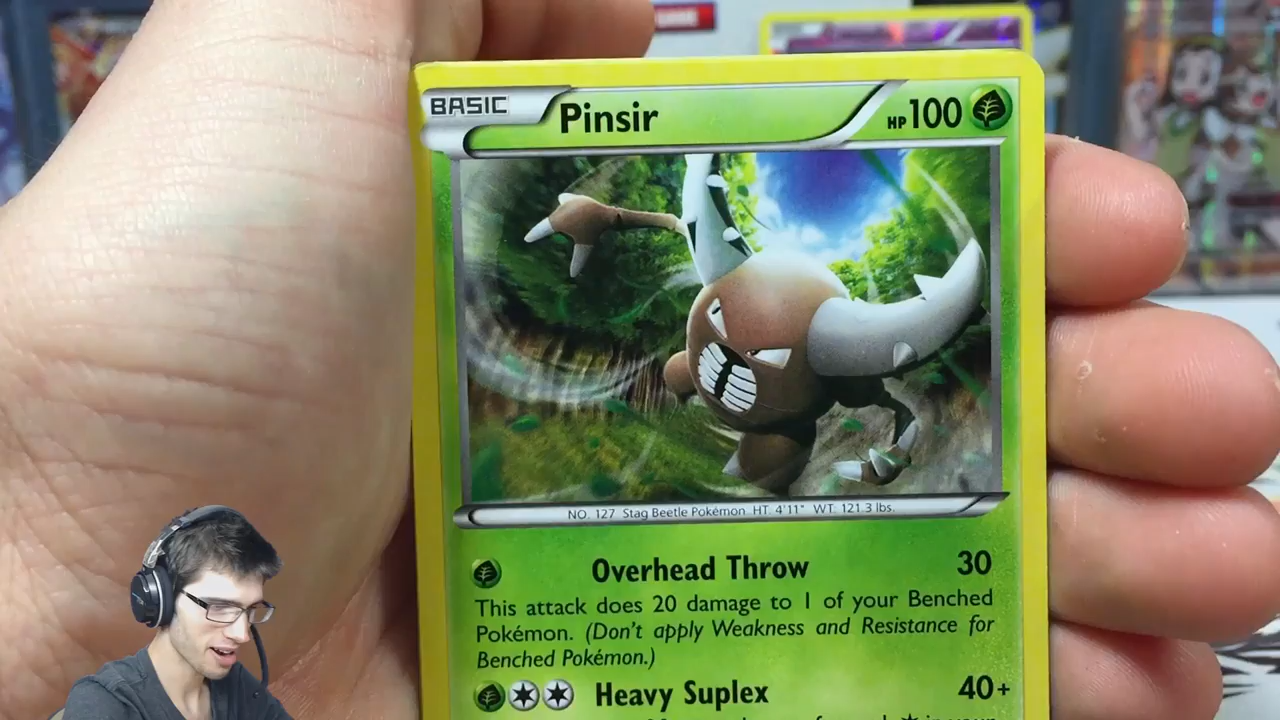 BASIC Pinsir HP 100
NO. 127 Stag Beetle Pokémon HT. 4'11" WT. 121.3 lbs.
Overhead Throw 30
This attack does 20 damage to 1 of your Benched
Pokémon. (Don't apply Weakness and Resistance for
Benched Pokémon.)
Heavy Suplex 40+